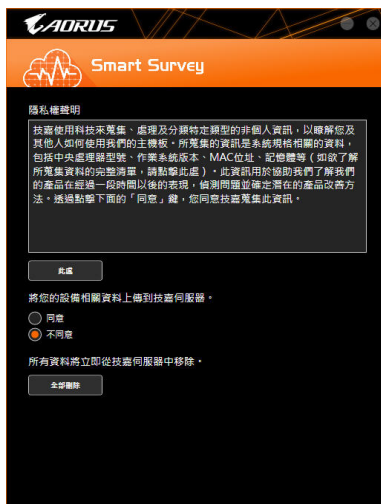 AORUS
Smart Survey
隱私權聲明
技嘉使用科技來蒐集、處理及分類特定類型的非個人資訊，以瞭解您及
其他人如何使用我們的主機板。所蒐集的資訊是系統規格相關的資料，
包括中央處理器型號、作業系統版本、MAC位址、記憶體等（如欲了解
所蒐集資料的完整清單，請點擊此處）。此資訊用於協助我們了解我們
的產品在經過一段時間以後的表現，偵測問題並確定潛在的產品改善方
法。透過點擊下面的「同意」鍵，您同意技嘉蒐集此資訊。
此處
將您的設備相關資料上傳到技嘉伺服器。
同意
不同意
所有資料將立即從技嘉伺服器中移除。
全部刪除